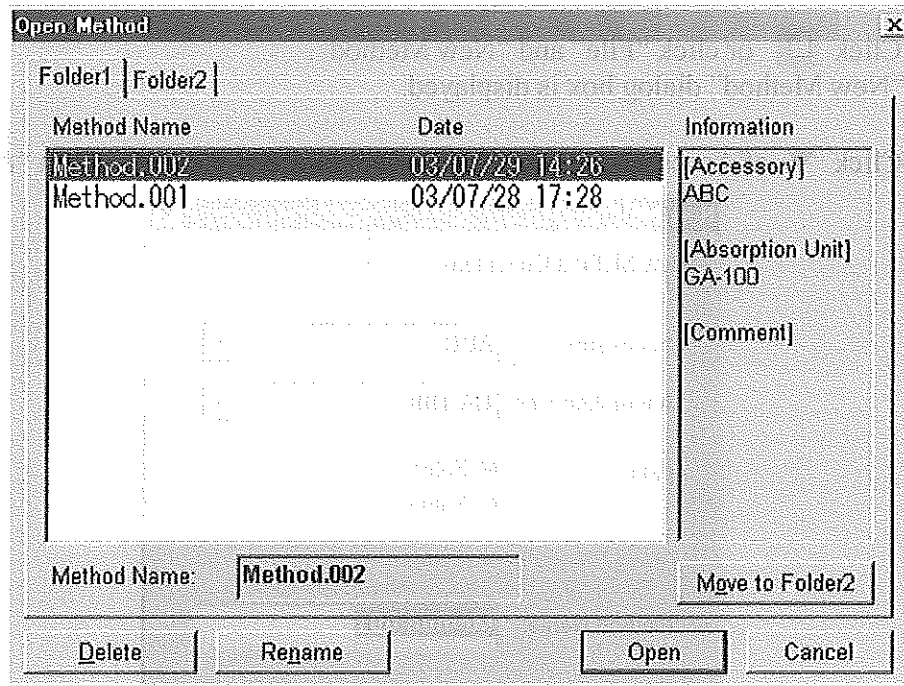 Open Method
Folder1 Folder2
Method Name Date Information
Method.002 03/07/29 14:26
Method.001 03/07/28 17:28
[Accessory]
ABC
[Absorption Unit]
GA-100
[Comment]
Method Name: Method.002
Move to Folder2
Delete Rename Open Cancel